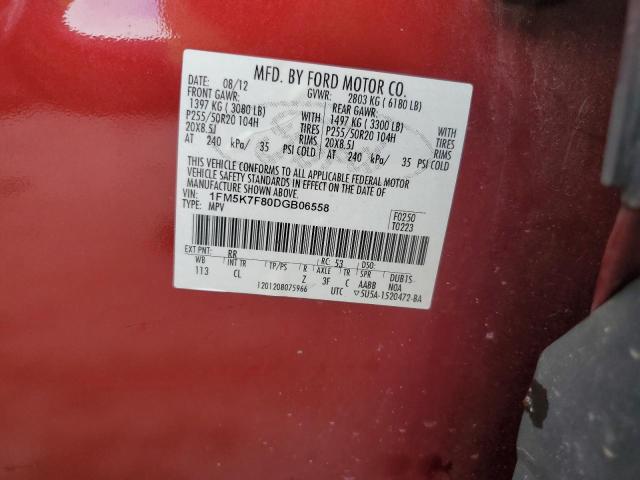 MFD. BY FORD MOTOR CO.
DATE: 08/12 GVWR: 2803 KG ( 6180 LB)
FRONT GAWR: REAR GAWR:
1397 KG ( 3080 LB) WITH 1497 KG ( 3300 LB) WITH
P255/50R20 104H TIRES P255/50R20 104H TIRES
20X8.5J RIMS 20X8.5J RIMS
AT 240 kPa/ 35 PSI COLD AT 240 kPa/ 35 PSI COLD
THIS VEHICLE CONFORMS TO ALL APPLICABLE FEDERAL MOTOR
VEHICLE SAFETY STANDARDS IN EFFECT ON THE DATE OF
MANUFACTURE SHOWN ABOVE.
VIN: 1FM5K7F80DGB06558 F0250
TYPE: MPV T0223
EXT PNT: RR RC: 53 DSO:
WB INT TR TP/PS R AXLE TR SPR DUB15
113 CL Z 3F C AABB NOA
1201208075966 UTC ▽5U5A-1520472-BA